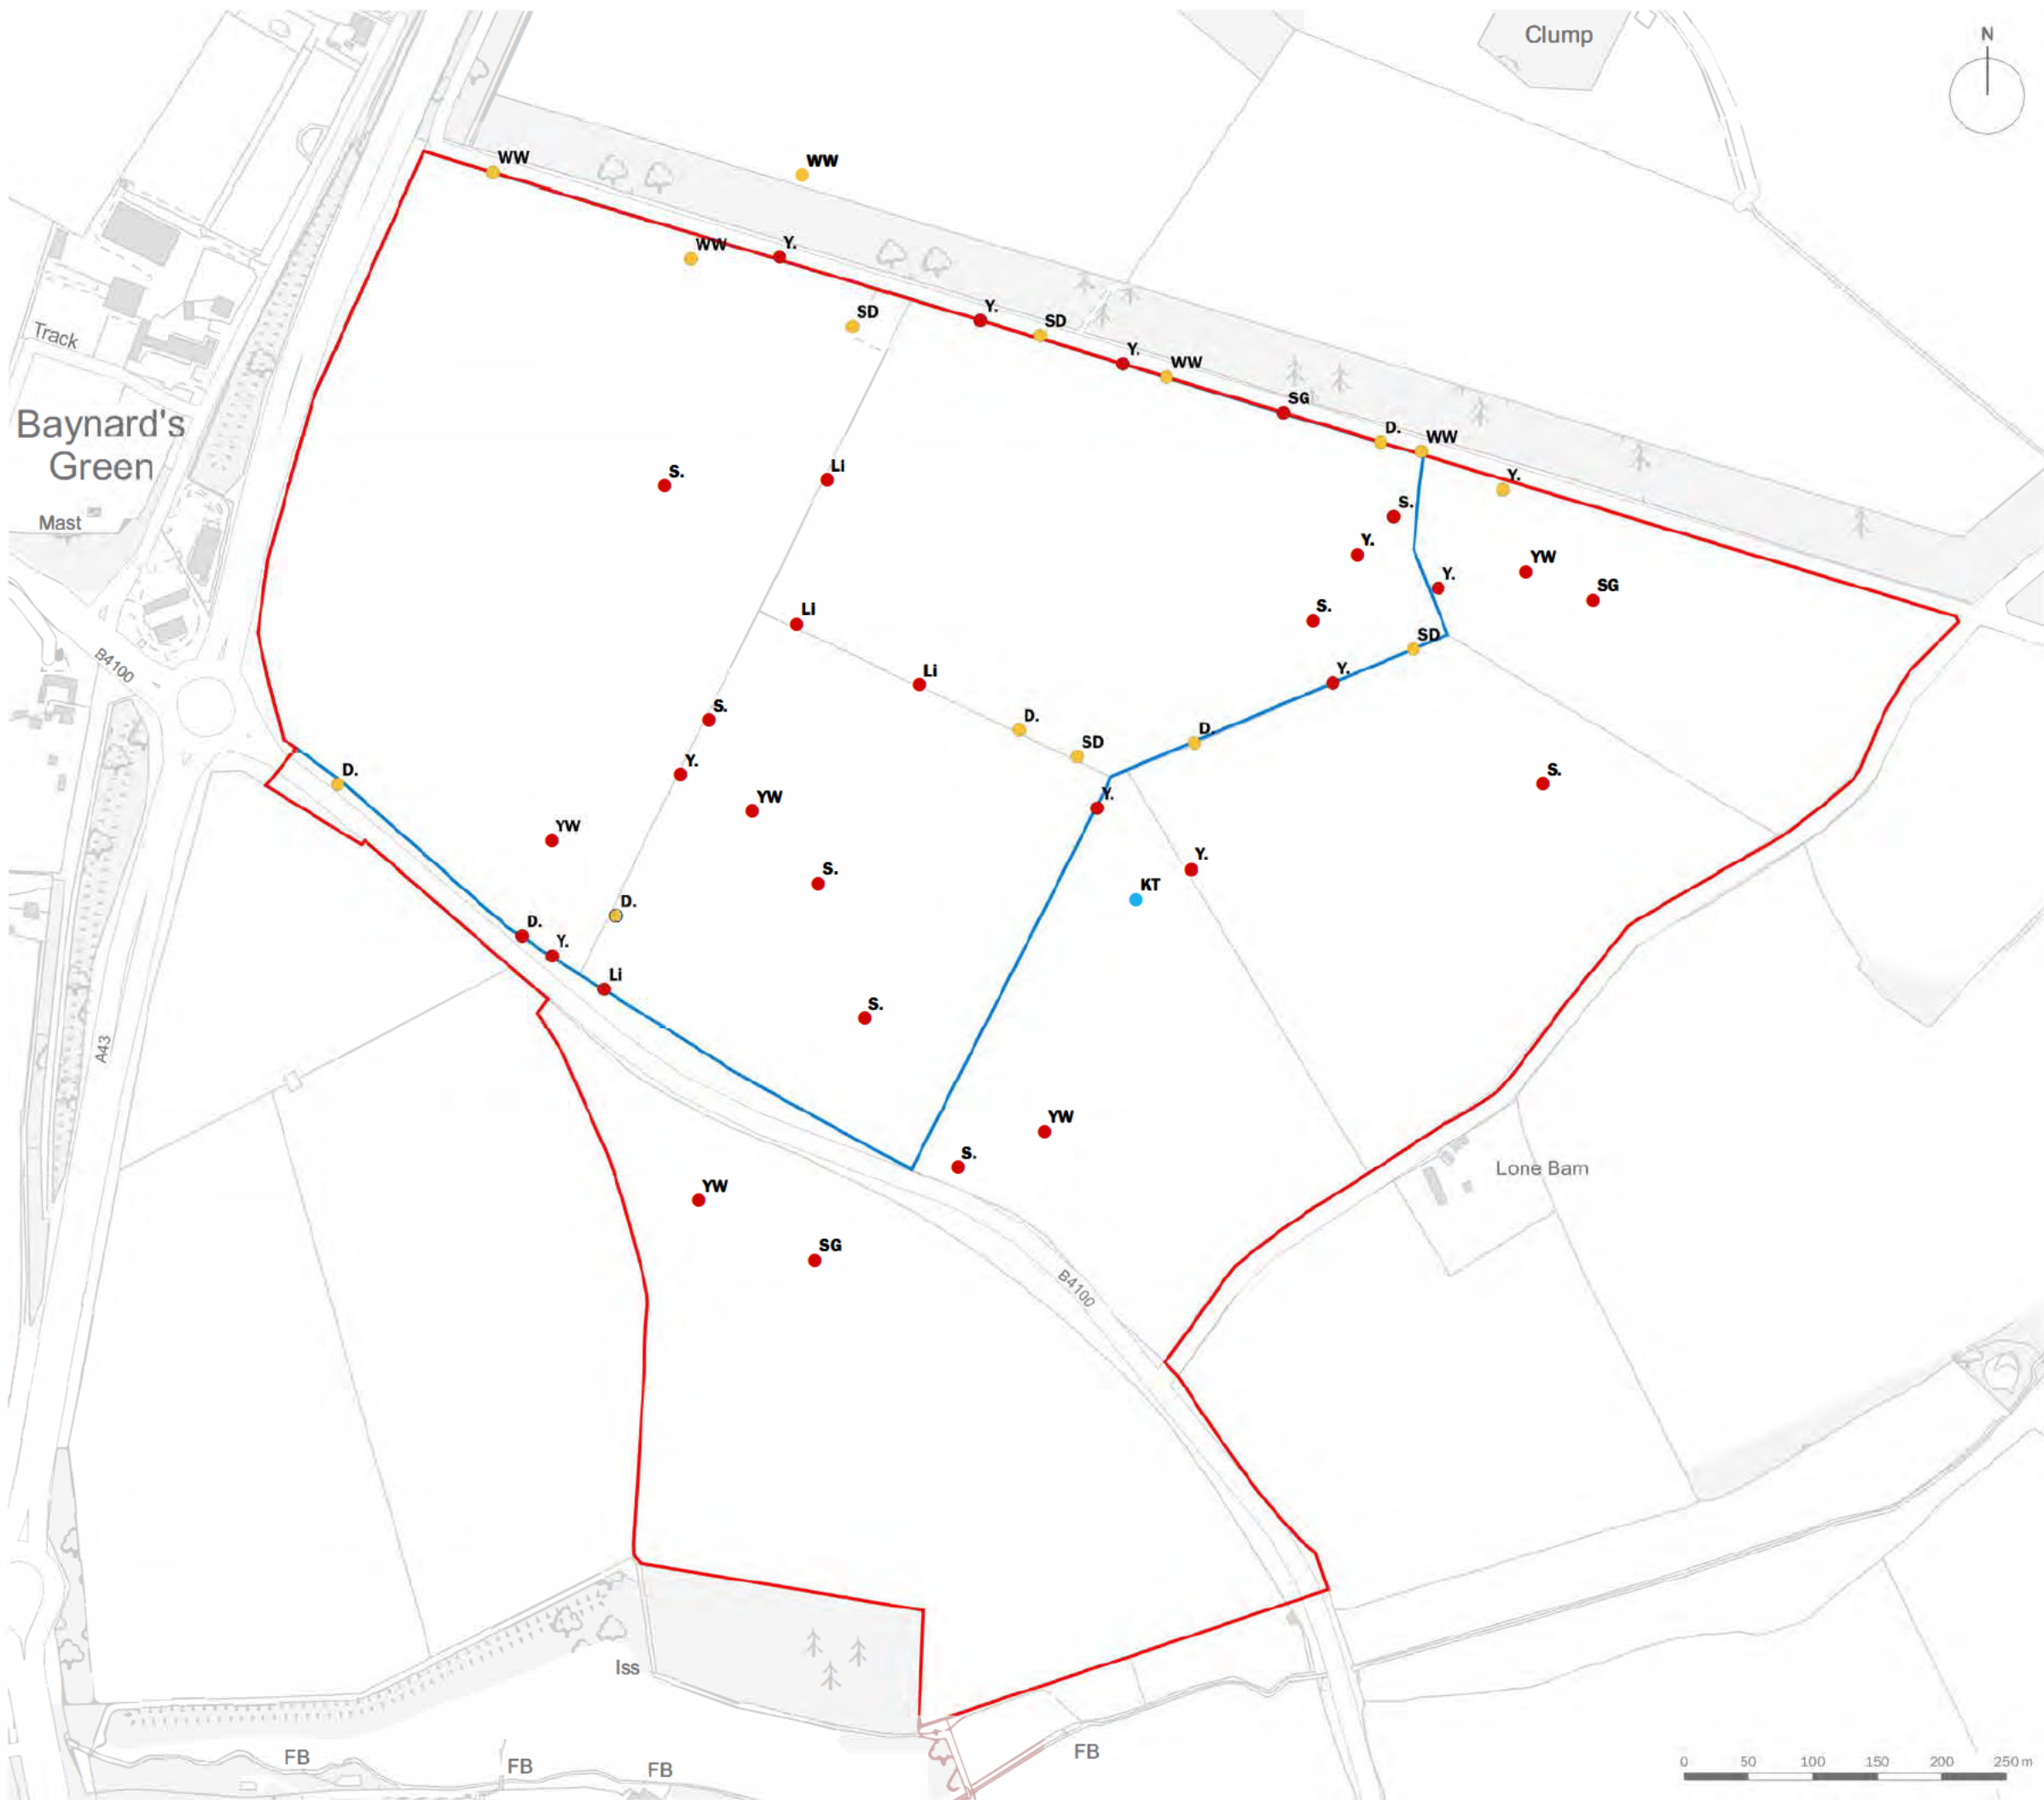 Clump
N
WW
WW
WW
Y.
SD
Y.
SD
Y.
WW
Track
SG
Baynard's
Green
D.
WW
S.
Li
Y.
Mast
S.
Y.
YW
Y.
SG
Li
S.
SD
B4100
Li
Y.
S.
D.
D.
SD
D.
Y.
S.
YW
Y.
YW
Y.
S.
KT
D.
D.
Y.
Li
S.
A43
YW
S.
Lone Barn
YW
SG
B4100
Iss
FB
FB
FB
FB
0 50 100 150 200 250 m